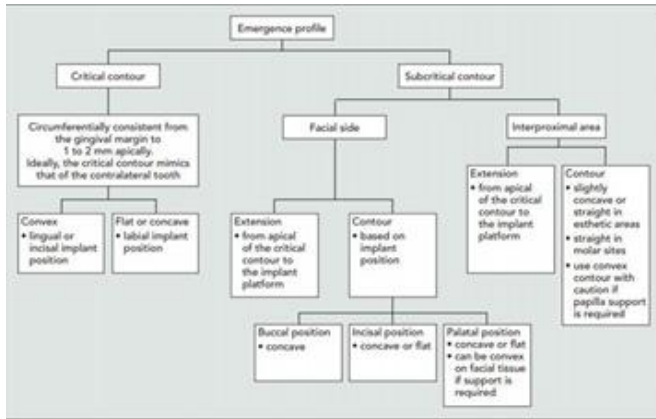 Emergence profile
Critical contour
Subcritical contour
Circumferentially consistent from
the gingival margin to
1 to 2 mm apically.
Ideally, the critical contour mimics
that of the contralateral tooth
Facial side
Interproximal area
Convex
• lingual or
incisal implant
position
Flat or concave
• labial implant
position
Extension
• from apical
of the critical
contour to the
implant
platform
Contour
• based on
implant
position
Extension
• from apical
of the critical
contour to
the implant
platform
Contour
• slightly
concave or
straight in
esthetic areas
• straight in
molar sites
• use convex
contour with
caution if
papilla support
is required
Buccal position
• concave
Incisal position
• concave or flat
Palatal position
• concave or flat
• can be convex
on facial tissue
if support is
required